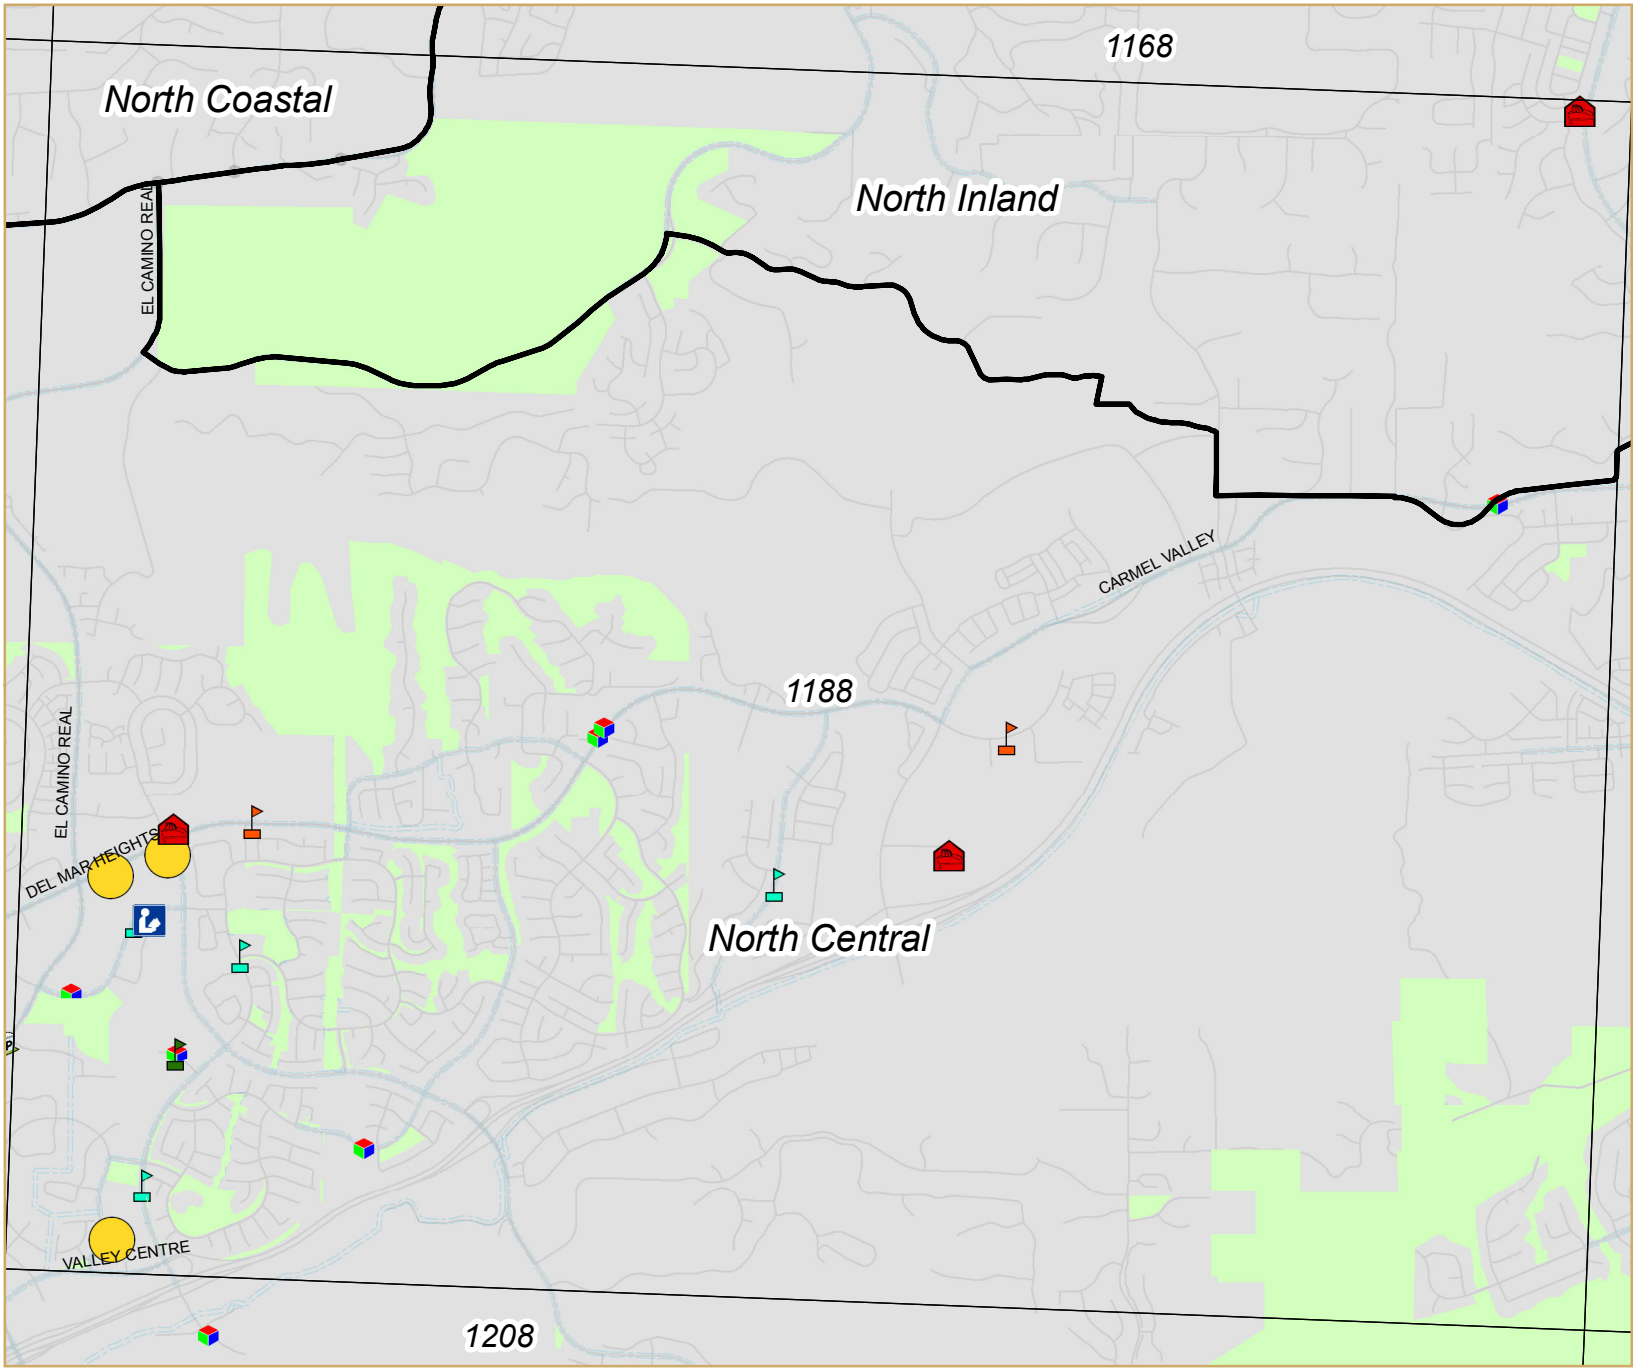 1168
North Coastal
North Inland
EL CAMINO REAL
CARMEL VALLEY
1188
EL CAMINO REAL
DEL MAR HEIGHTS
North Central
P
VALLEY CENTRE
1208